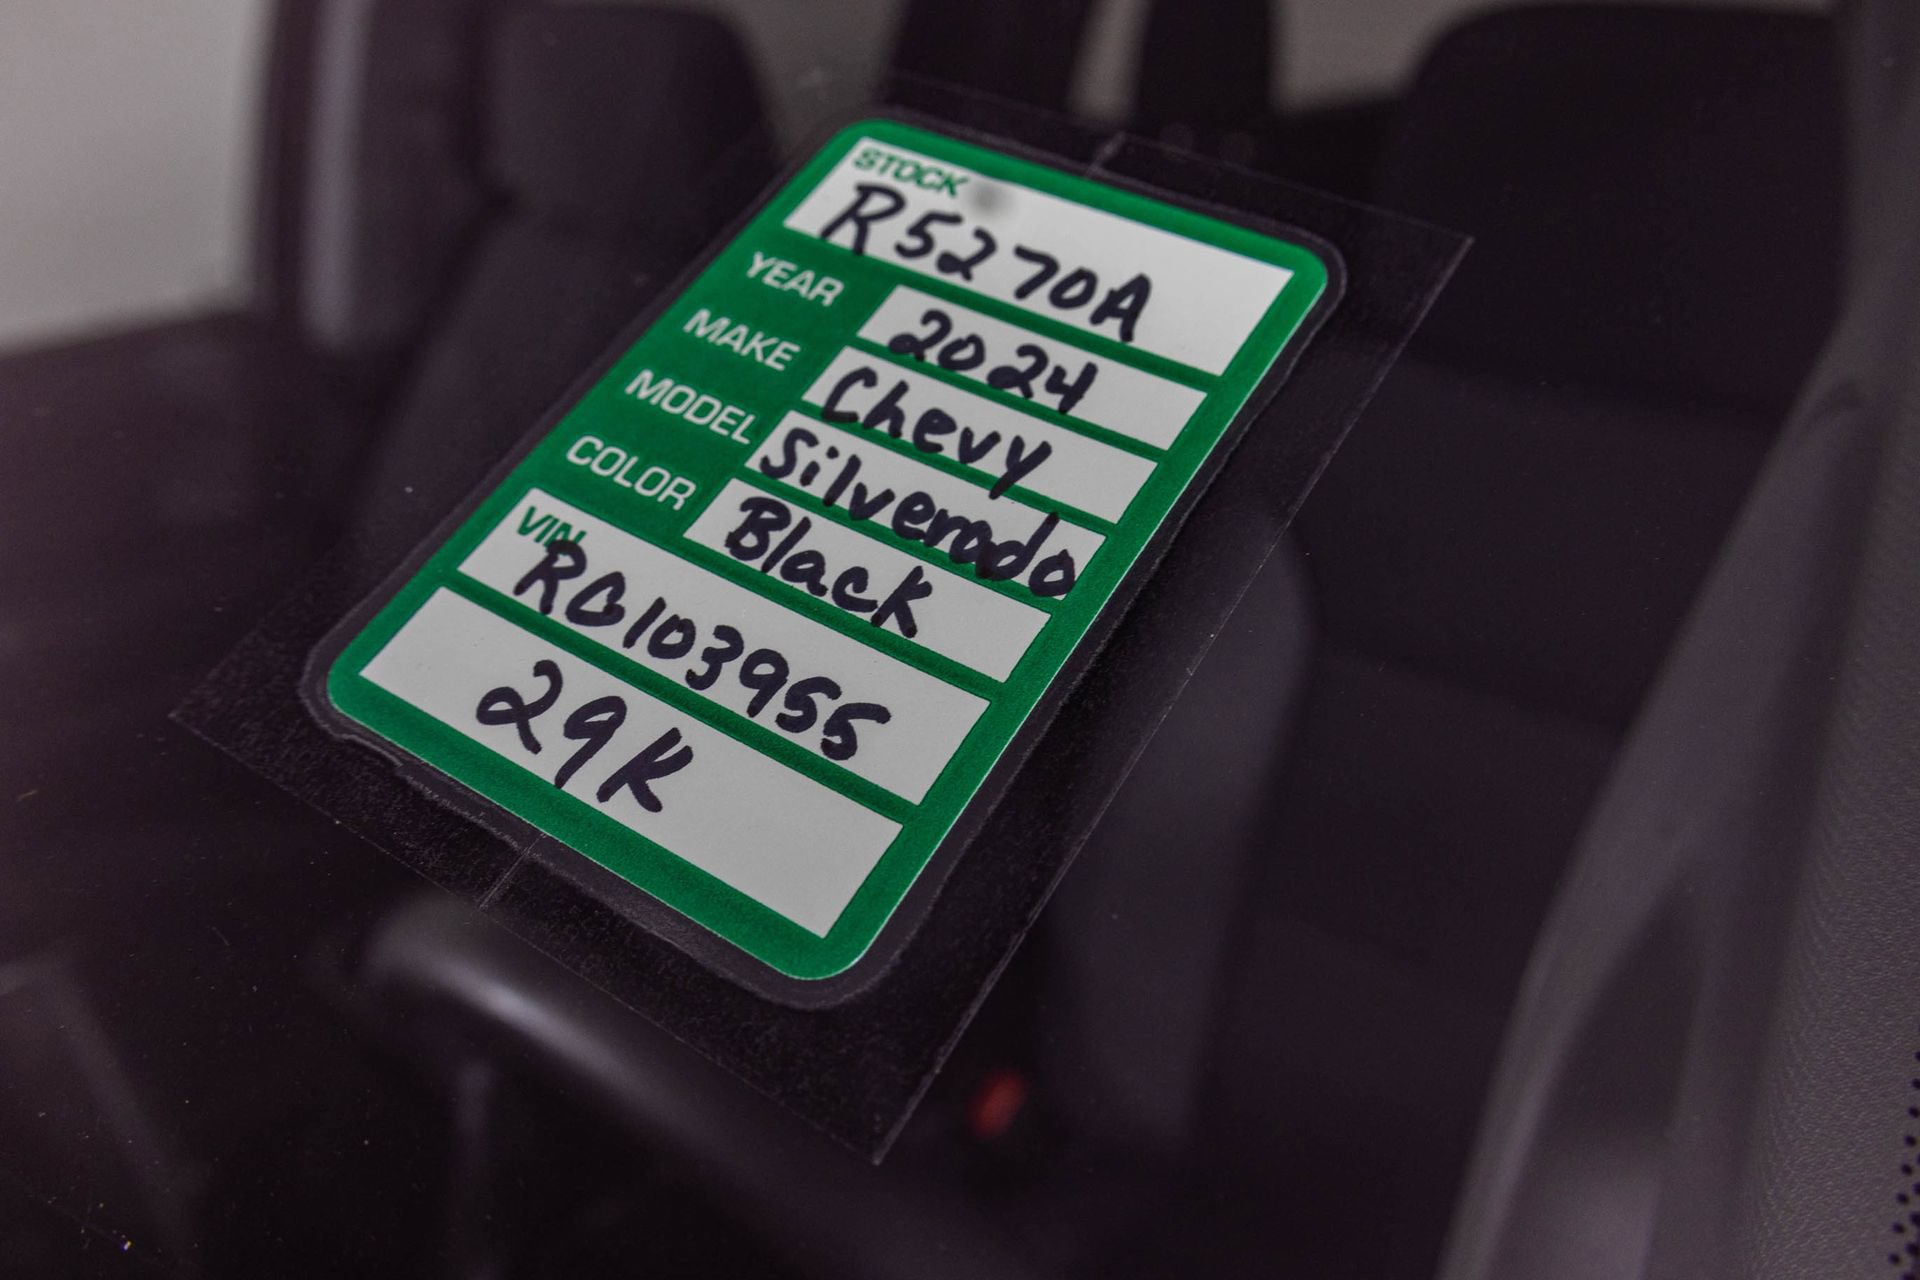 STOCK
R5270A
YEAR 2024
MAKE Chevy
MODEL Silverado
COLOR Black
VIN
RG103955
29K